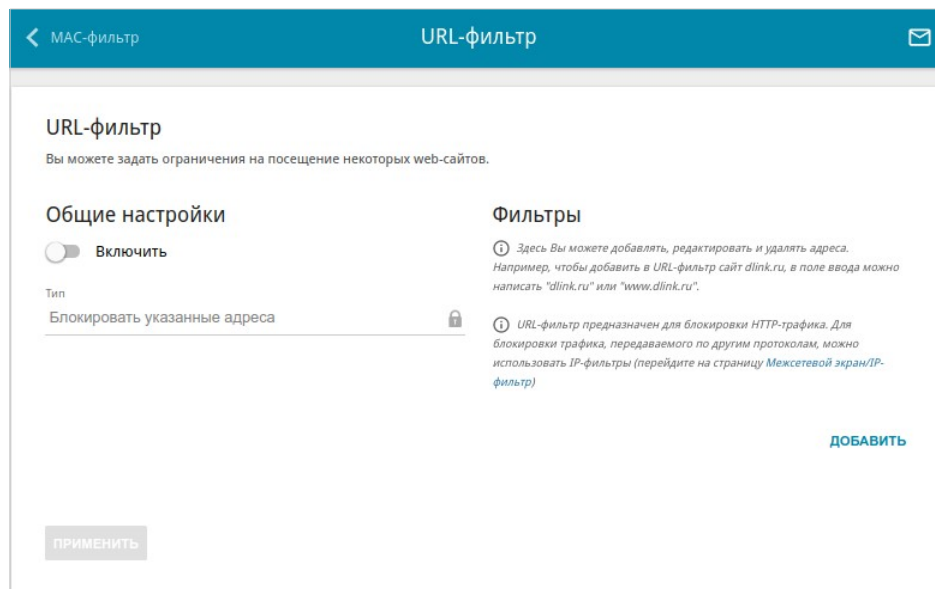 МАС-фильтр
URL-фильтр
URL-фильтр
Вы можете задать ограничения на посещение некоторых web-сайтов.
Общие настройки
Включить
Тип
Блокировать указанные адреса
Фильтры
Здесь Вы можете добавлять, редактировать и удалять адреса.
Например, чтобы добавить в URL-фильтр сайт dlink.ru, в поле ввода можно
написать "dlink.ru" или "www.dlink.ru".
URL-фильтр предназначен для блокировки HTTP-трафика. Для
блокировки трафика, передаваемого по другим протоколам, можно
использовать IP-фильтры (перейдите на страницу Межсетевой экран/IP-
фильтр)
ДОБАВИТЬ
ПРИМЕНИТЬ